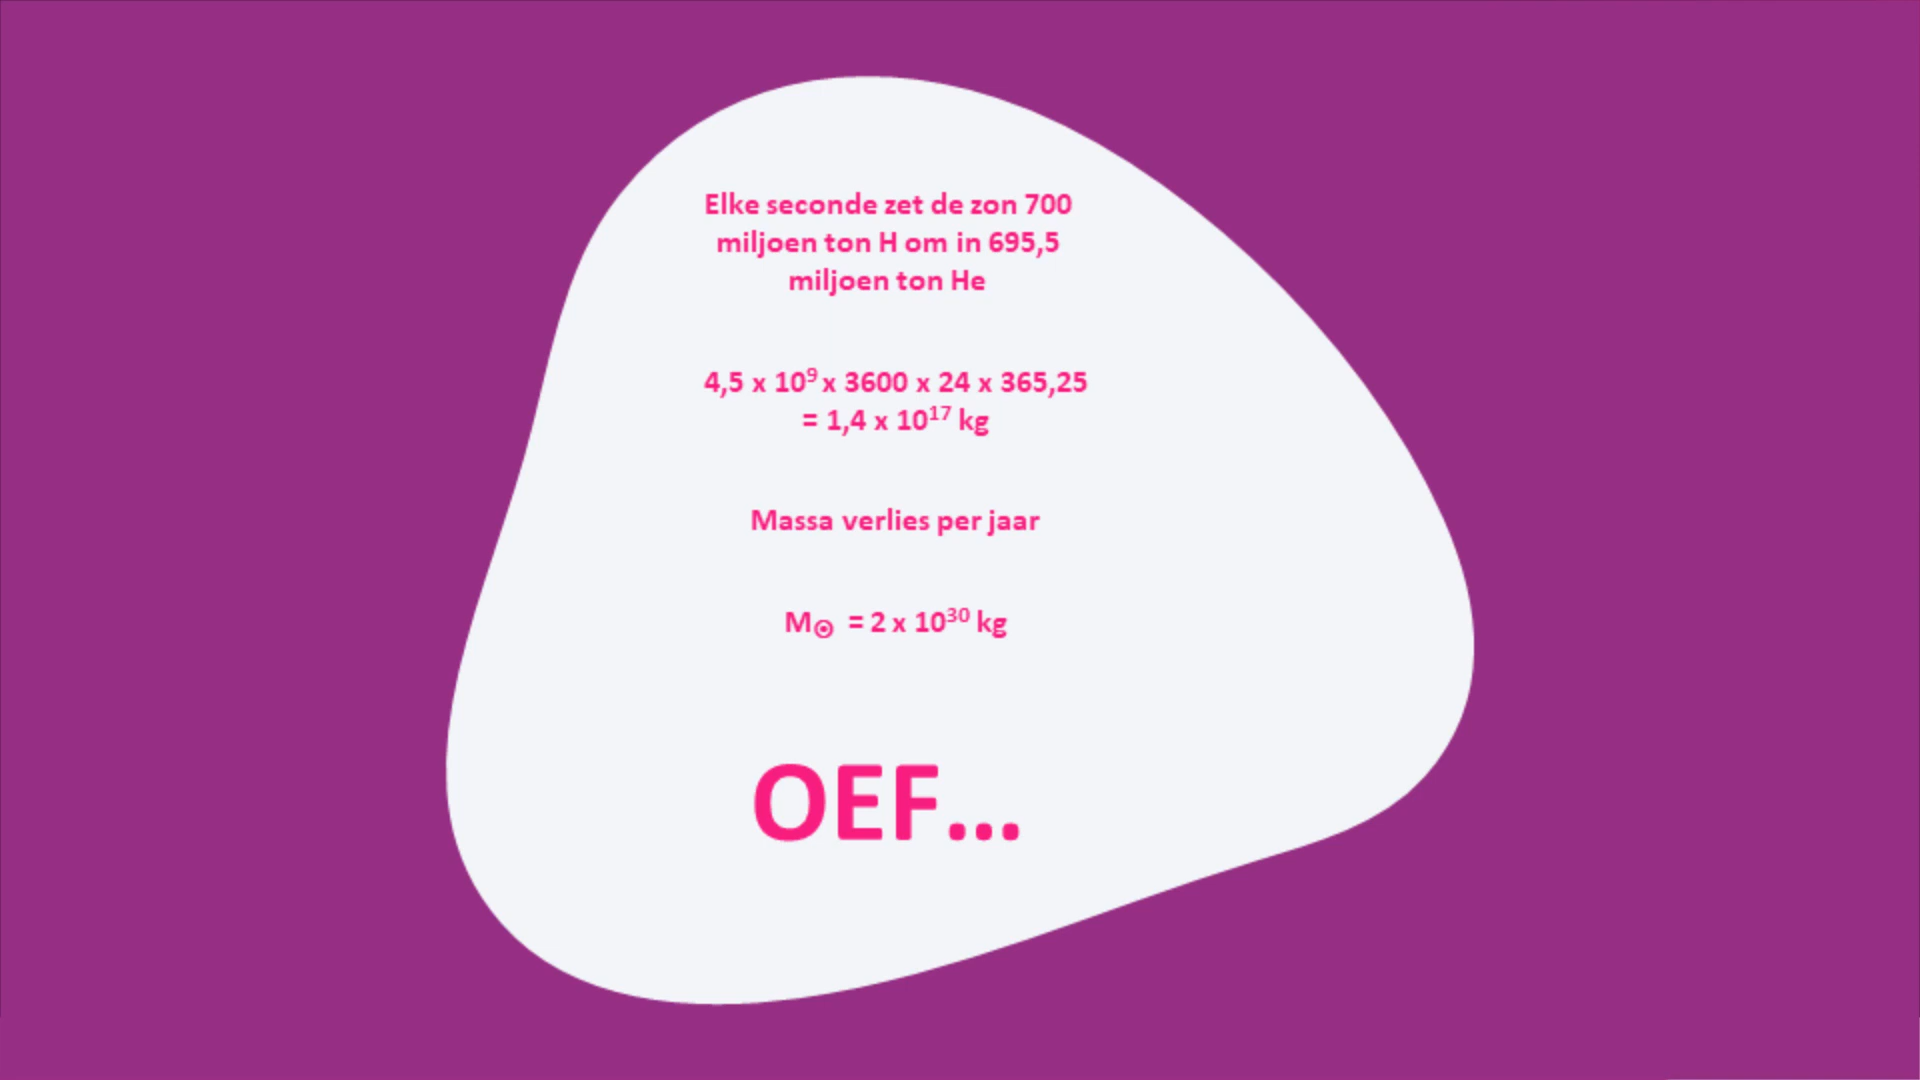 Elke seconde zet de zon 700
miljoen ton H om in 695,5
miljoen ton He
4,5 x 10⁹ x 3600 x 24 x 365,25
= 1,4 x 10¹⁷ kg
Massa verlies per jaar
M☉ = 2 x 10³⁰ kg
OEF...